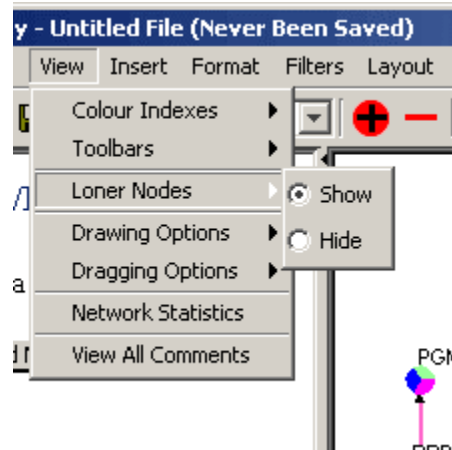 y - Untitled File (Never Been Saved)
View Insert Format Filters Layout
Colour Indexes
Toolbars
Loner Nodes
Show
Drawing Options
Hide
Dragging Options
a
Network Statistics
View All Comments
PGM